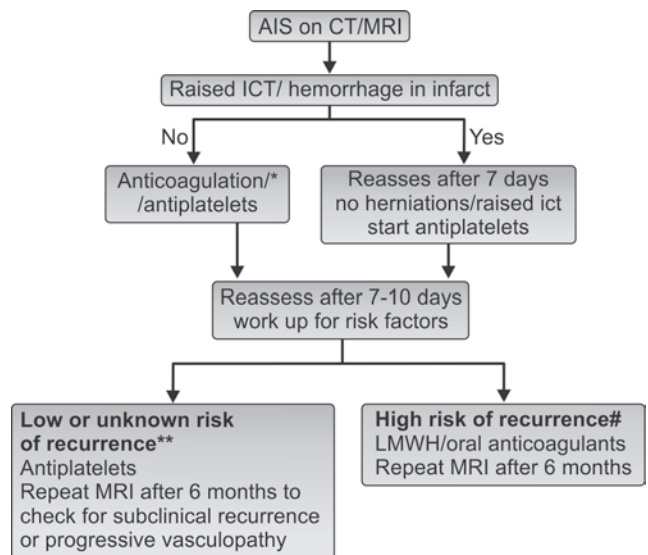 AIS on CT/MRI
Raised ICT/ hemorrhage in infarct
No
Yes
Anticoagulation/*
/antiplatelets
Reasses after 7 days
no herniations/raised ict
start antiplatelets
Reassess after 7-10 days
work up for risk factors
Low or unknown risk
of recurrence**
Antiplatelets
Repeat MRI after 6 months to
check for subclinical recurrence
or progressive vasculopathy
High risk of recurrence#
LMWH/oral anticoagulants
Repeat MRI after 6 months